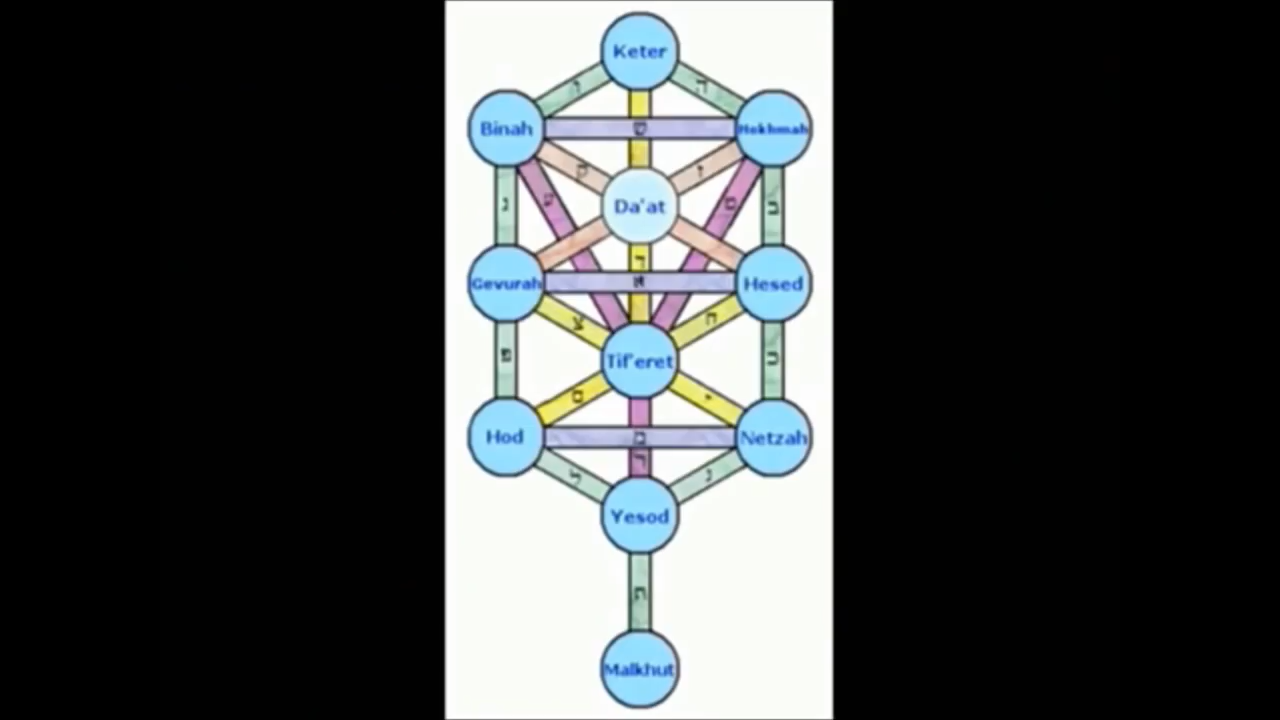 Keter
ו
ה
Binah
ש
Hokhmah
ק
ז
Da'at
נ
ע
ב
ד
Gevurah
א
Hesed
צ
ח
פ
Tif'eret
ס
י
Hod
מ
Netzah
ר
ל
נ
Yesod
ת
Malkhut